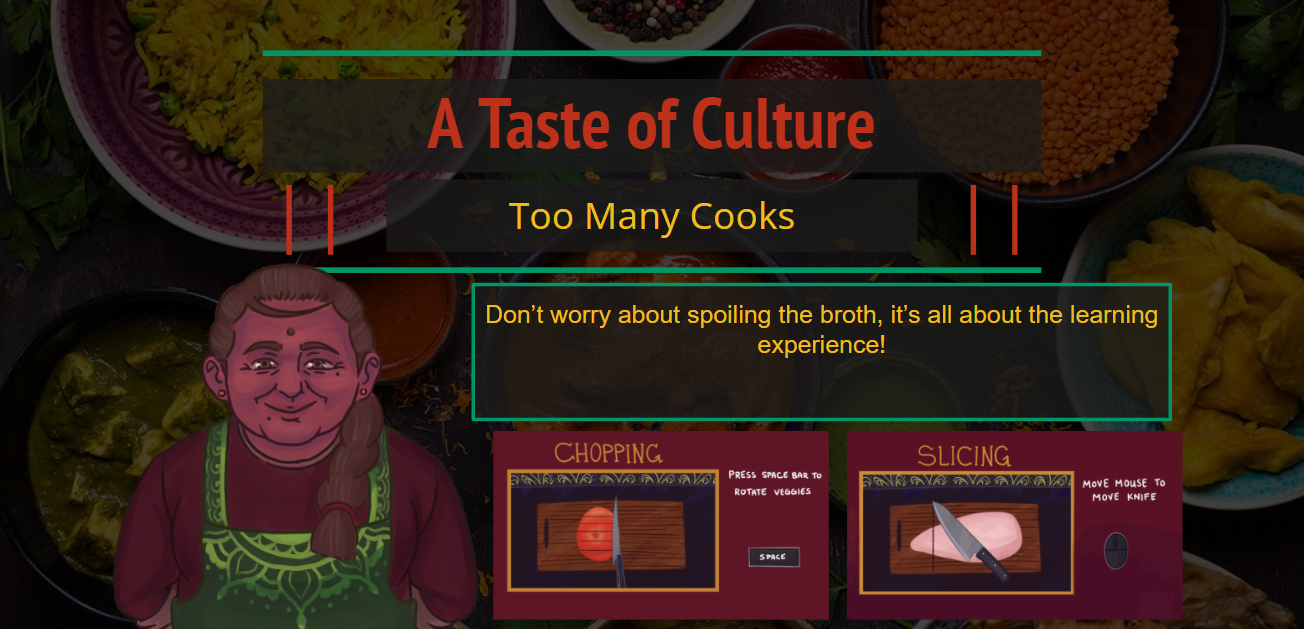 A Taste of Culture
Too Many Cooks
Don’t worry about spoiling the broth, it’s all about the learning
experience!
CHOPPING
PRESS SPACE BAR TO
ROTATE VEGGIES
SPACE
SLICING
MOVE MOUSE TO
MOVE KNIFE